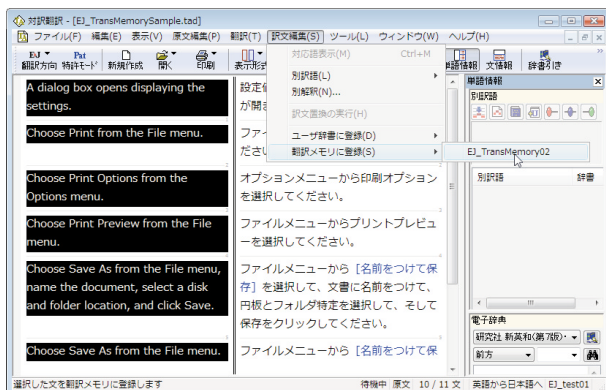 対訳翻訳 - [EJ_TransMemorySample.tad]
ファイル(F) 編集(E) 表示(V) 原文編集(P) 翻訳(T) 訳文編集(S) ツール(L) ウィンドウ(W) ヘルプ(H)
EJ Pat
翻訳方向 特許モード 新規作成 開く 印刷 表示形式 単語情報 文情報 辞書引き
対応語表示(M) Ctrl+M
別訳語(L)
別解釈(N)...
訳文置換の実行(H)
ユーザ辞書に登録(D)
翻訳メモリに登録(S)
EJ_TransMemory02
A dialog box opens displaying the
settings.
設定値
が開き
Choose Print from the File menu.
ファイ
ださい
Choose Print Options from the
Options menu.
オプションメニューから印刷オプション
を選択してください。
Choose Print Preview from the File
menu.
ファイルメニューからプリントプレビュ
ーを選択してください。
Choose Save As from the File menu,
name the document, select a disk
and folder location, and click Save.
ファイルメニューから [名前をつけて保
存] を選択して、文書に名前をつけて、
円板とフォルダ特定を選択して、そして
保存をクリックしてください。
Choose Save As from the File menu.
ファイルメニューから [名前をつけて保
単語情報
別訳語
別訳語 辞書
電子辞典
研究社 新英和(第7版)・
前方
選択した文を翻訳メモリに登録します 待機中 原文 10 / 11 文 英語から日本語へ EJ_test01